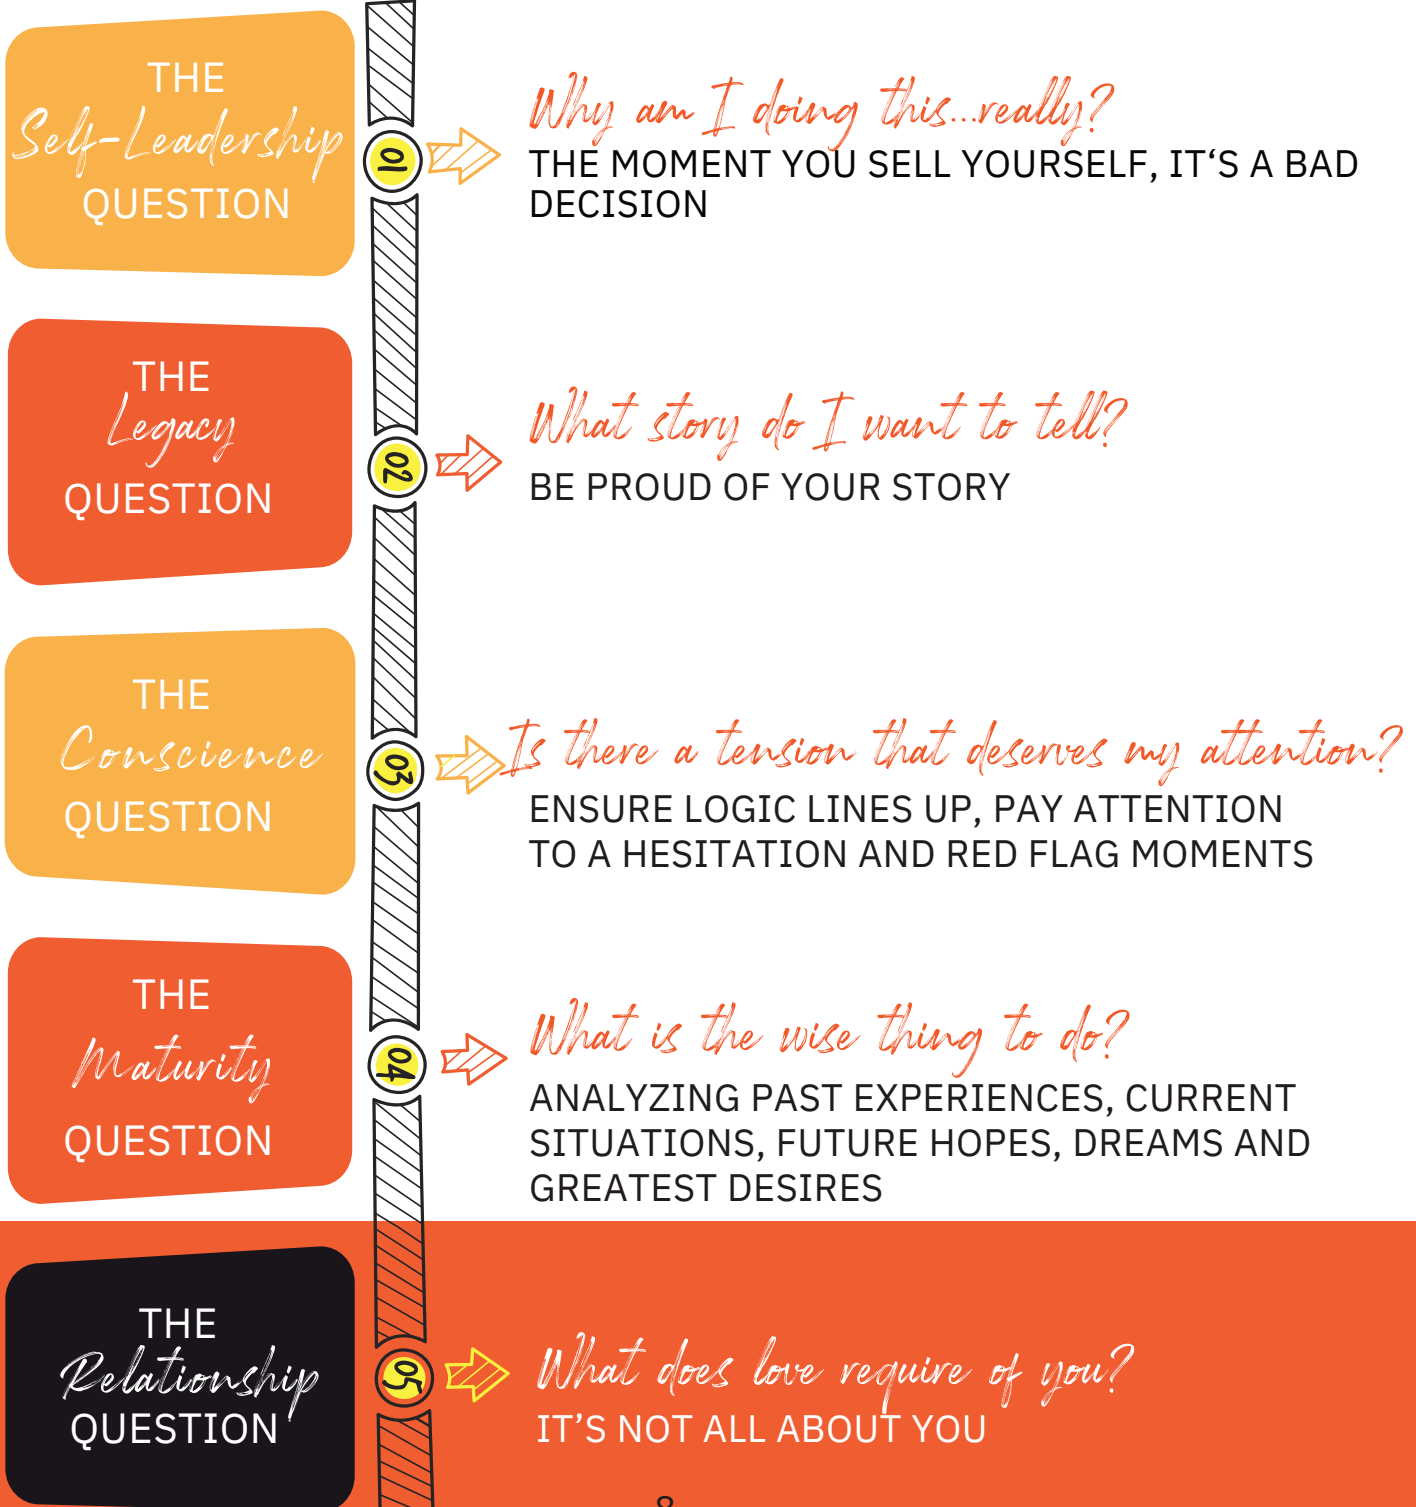 THE
Self-Leadership
QUESTION
01
Why am I doing this...really?
THE MOMENT YOU SELL YOURSELF, IT‘S A BAD
DECISION
THE
Legacy
QUESTION
02
What story do I want to tell?
BE PROUD OF YOUR STORY
THE
Conscience
QUESTION
03
Is there a tension that deserves my attention?
ENSURE LOGIC LINES UP, PAY ATTENTION
TO A HESITATION AND RED FLAG MOMENTS
THE
Maturity
QUESTION
04
What is the wise thing to do?
ANALYZING PAST EXPERIENCES, CURRENT
SITUATIONS, FUTURE HOPES, DREAMS AND
GREATEST DESIRES
THE
Relationship
QUESTION
05
What does love require of you?
IT’S NOT ALL ABOUT YOU